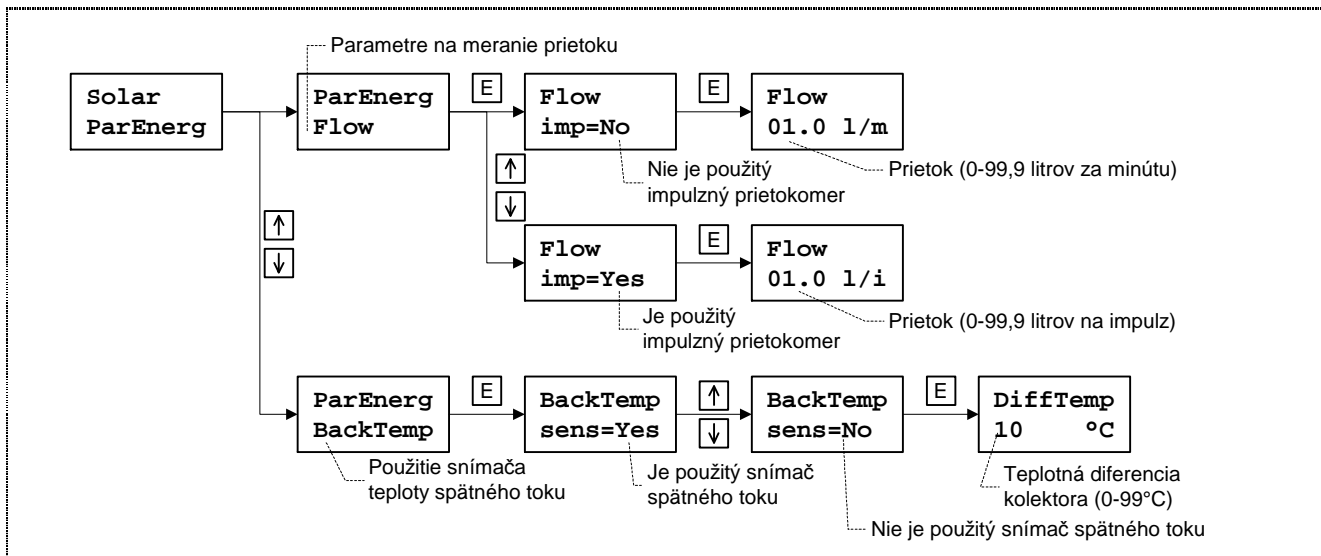 Parametre na meranie prietoku
Solar
ParEnerg
ParEnerg
Flow
E
Flow
imp=No
E
Flow
01.0 l/m
Nie je použitý
impulzný prietokomer
Prietok (0-99,9 litrov za minútu)
↑
↓
↑
↓
Flow
imp=Yes
E
Flow
01.0 l/i
Je použitý
impulzný prietokomer
Prietok (0-99,9 litrov na impulz)
ParEnerg
BackTemp
E
BackTemp
sens=Yes
↑
↓
BackTemp
sens=No
E
DiffTemp
10 °C
Použitie snímača
teploty spätného toku
Je použitý snímač
spätného toku
Teplotná diferencia
kolektora (0-99°C)
Nie je použitý snímač spätného toku